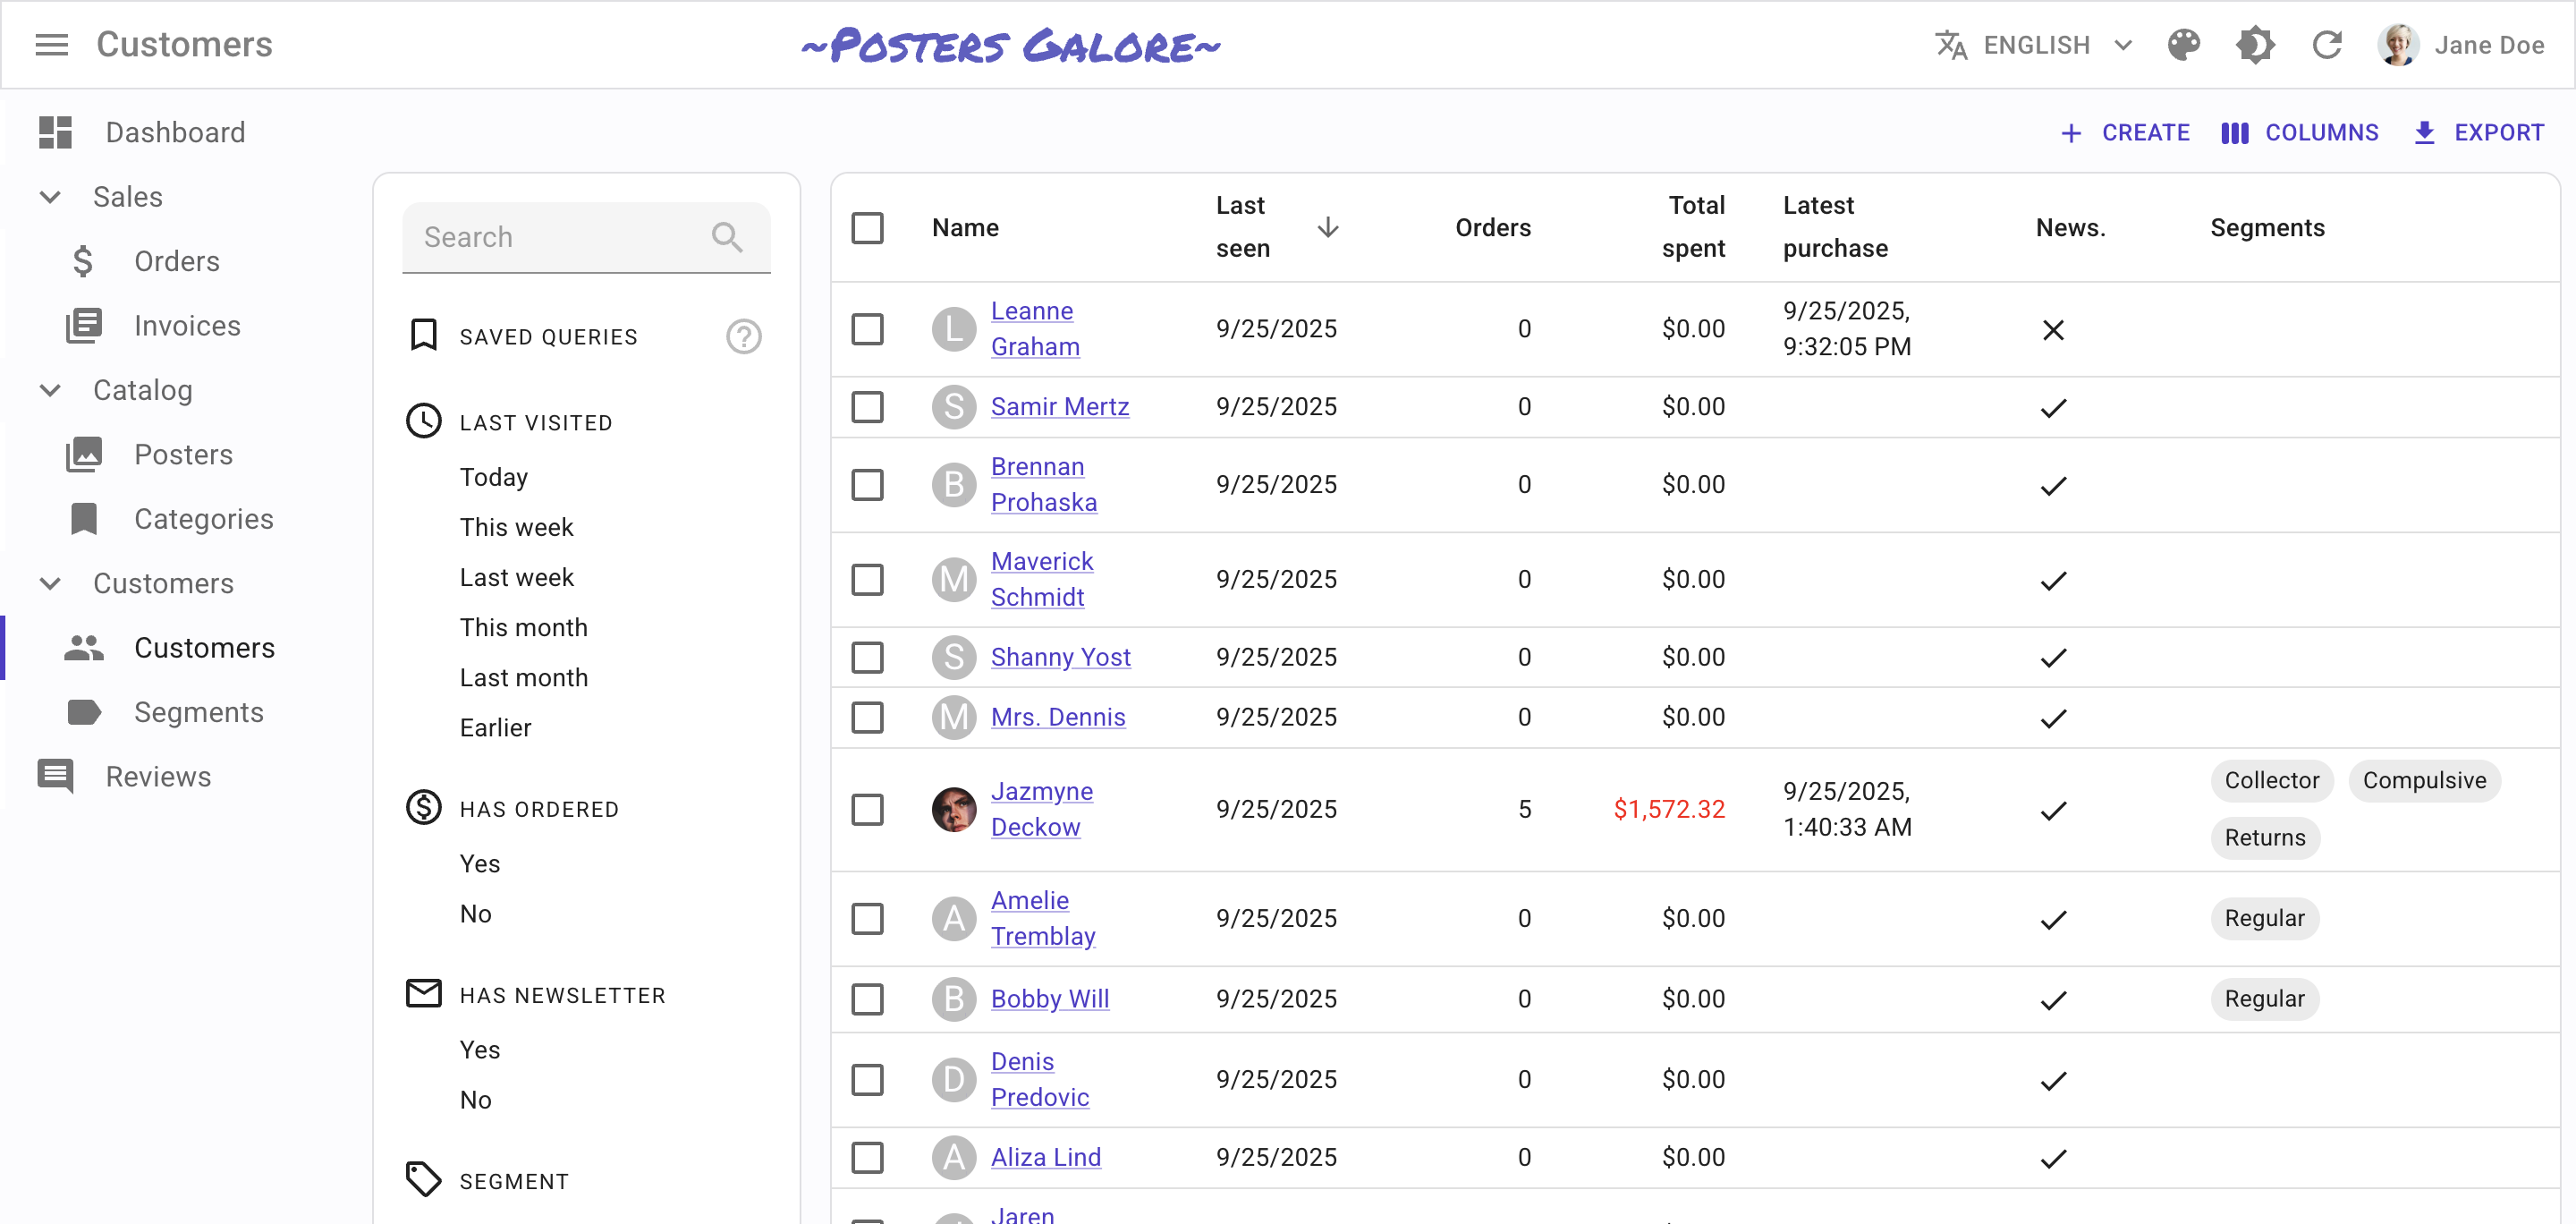 Customers
~Posters Galore~
ENGLISH
Jane Doe
Dashboard
Sales
Orders
Invoices
Catalog
Posters
Categories
Customers
Customers
Segments
Reviews
CREATE
COLUMNS
EXPORT
Search
SAVED QUERIES
?
LAST VISITED
Today
This week
Last week
This month
Last month
Earlier
HAS ORDERED
Yes
No
HAS NEWSLETTER
Yes
No
SEGMENT
Name
Last
seen
Orders
Total
spent
Latest
purchase
News.
Segments
L
Leanne
Graham
9/25/2025
0
$0.00
9/25/2025,
9:32:05 PM
S
Samir Mertz
9/25/2025
0
$0.00
B
Brennan
Prohaska
9/25/2025
0
$0.00
M
Maverick
Schmidt
9/25/2025
0
$0.00
S
Shanny Yost
9/25/2025
0
$0.00
M
Mrs. Dennis
9/25/2025
0
$0.00
Jazmyne
Deckow
9/25/2025
5
$1,572.32
9/25/2025,
1:40:33 AM
Collector
Compulsive
Returns
A
Amelie
Tremblay
9/25/2025
0
$0.00
Regular
B
Bobby Will
9/25/2025
0
$0.00
Regular
D
Denis
Predovic
9/25/2025
0
$0.00
A
Aliza Lind
9/25/2025
0
$0.00
Jaren